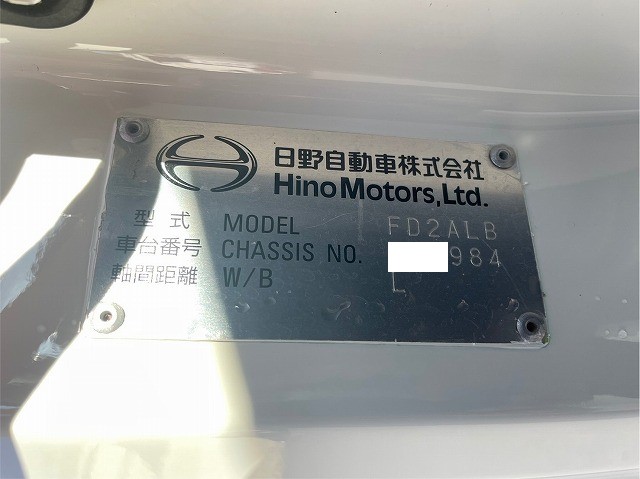 日野自動車株式会社
Hino Motors, Ltd.
型式 MODEL FD2ALB
車台番号 CHASSIS NO. 984
軸間距離 W/B L